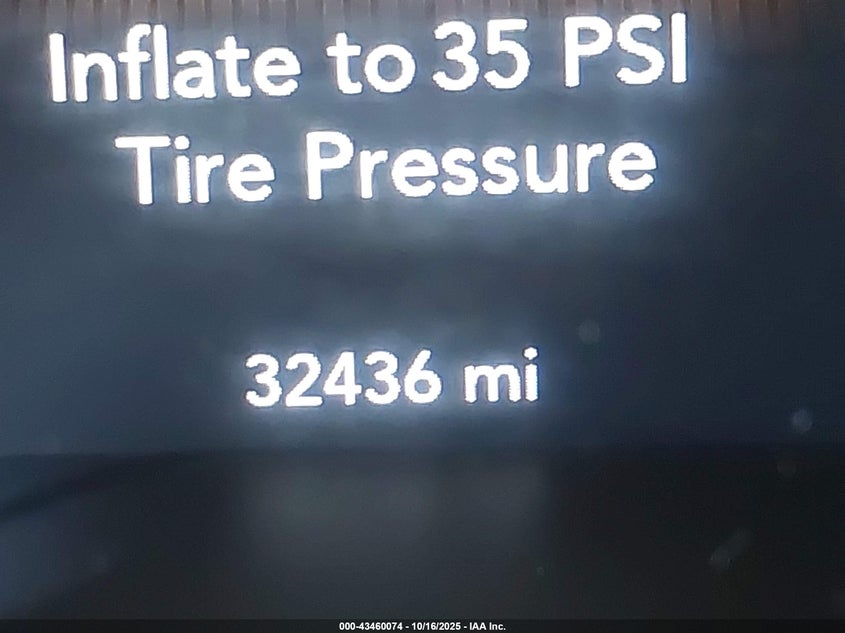 Inflate to 35 PSI
Tire Pressure
32436 mi
000-43460074 - 10/16/2025 - IAA Inc.